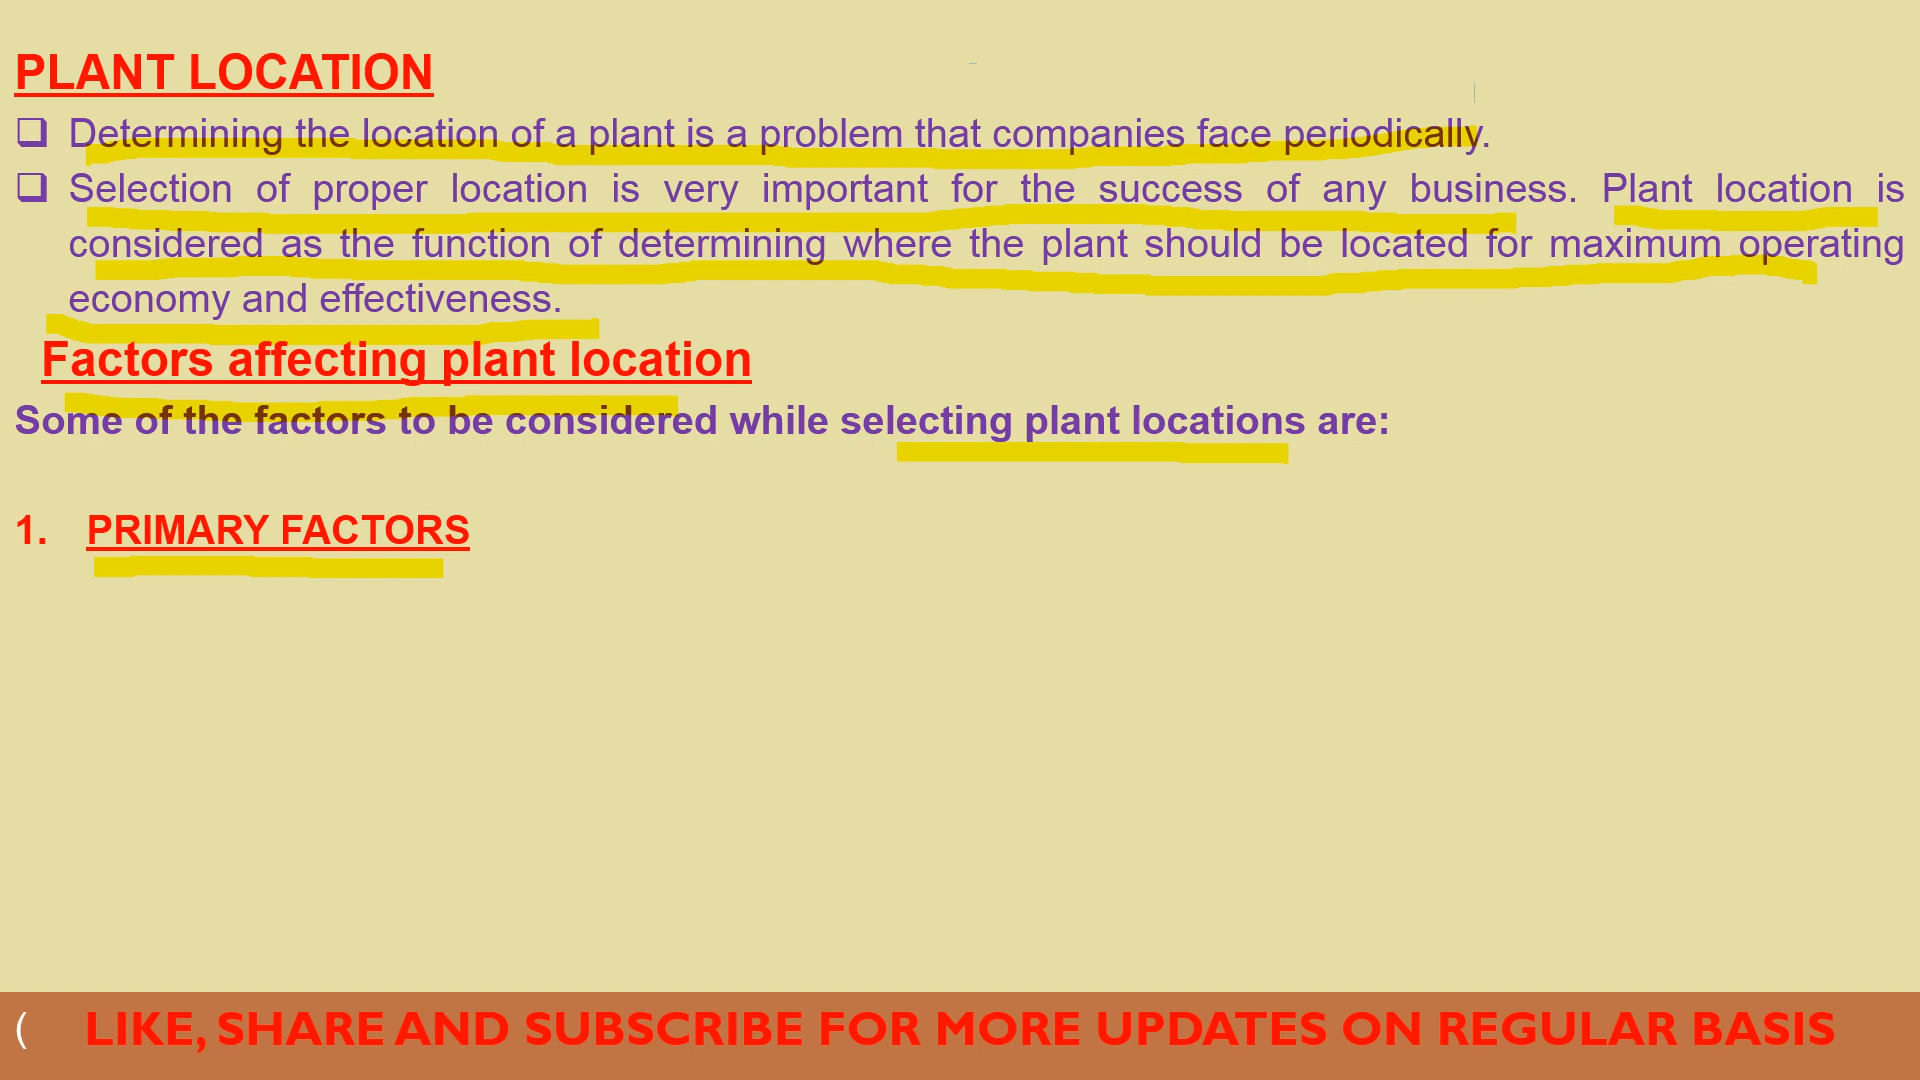 PLANT LOCATION
❑ Determining the location of a plant is a problem that companies face periodically.
❑ Selection of proper location is very important for the success of any business. Plant location is
considered as the function of determining where the plant should be located for maximum operating
economy and effectiveness.
Factors affecting plant location
Some of the factors to be considered while selecting plant locations are:
1. PRIMARY FACTORS
( LIKE, SHARE AND SUBSCRIBE FOR MORE UPDATES ON REGULAR BASIS